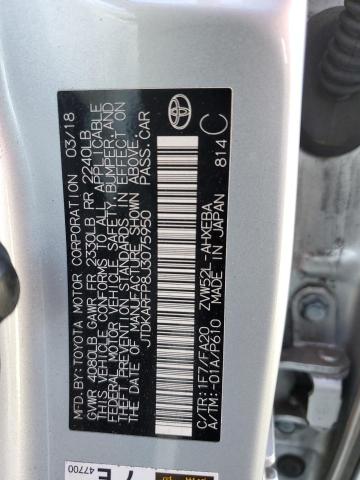 MFD.BY:TOYOTA MOTOR CORPORATION 03/18
GVWR 4080LB GAWR FR 2330LB RR 2240LB
THIS VEHICLE CONFORMS TO ALL APPLICABLE
FEDERAL MOTOR VEHICLE SAFETY, BUMPER, AND
THEFT PREVENTION STANDARDS IN EFFECT ON
THE DATE OF MANUFACTURE SHOWN ABOVE.
JTDKARFP8J3075950 PASS.CAR
C/TR:1F7/FA20 ZVW52L-AHXEBA
A/TM:-01A/P610 MADE IN JAPAN 814C
TOYOTA
47700